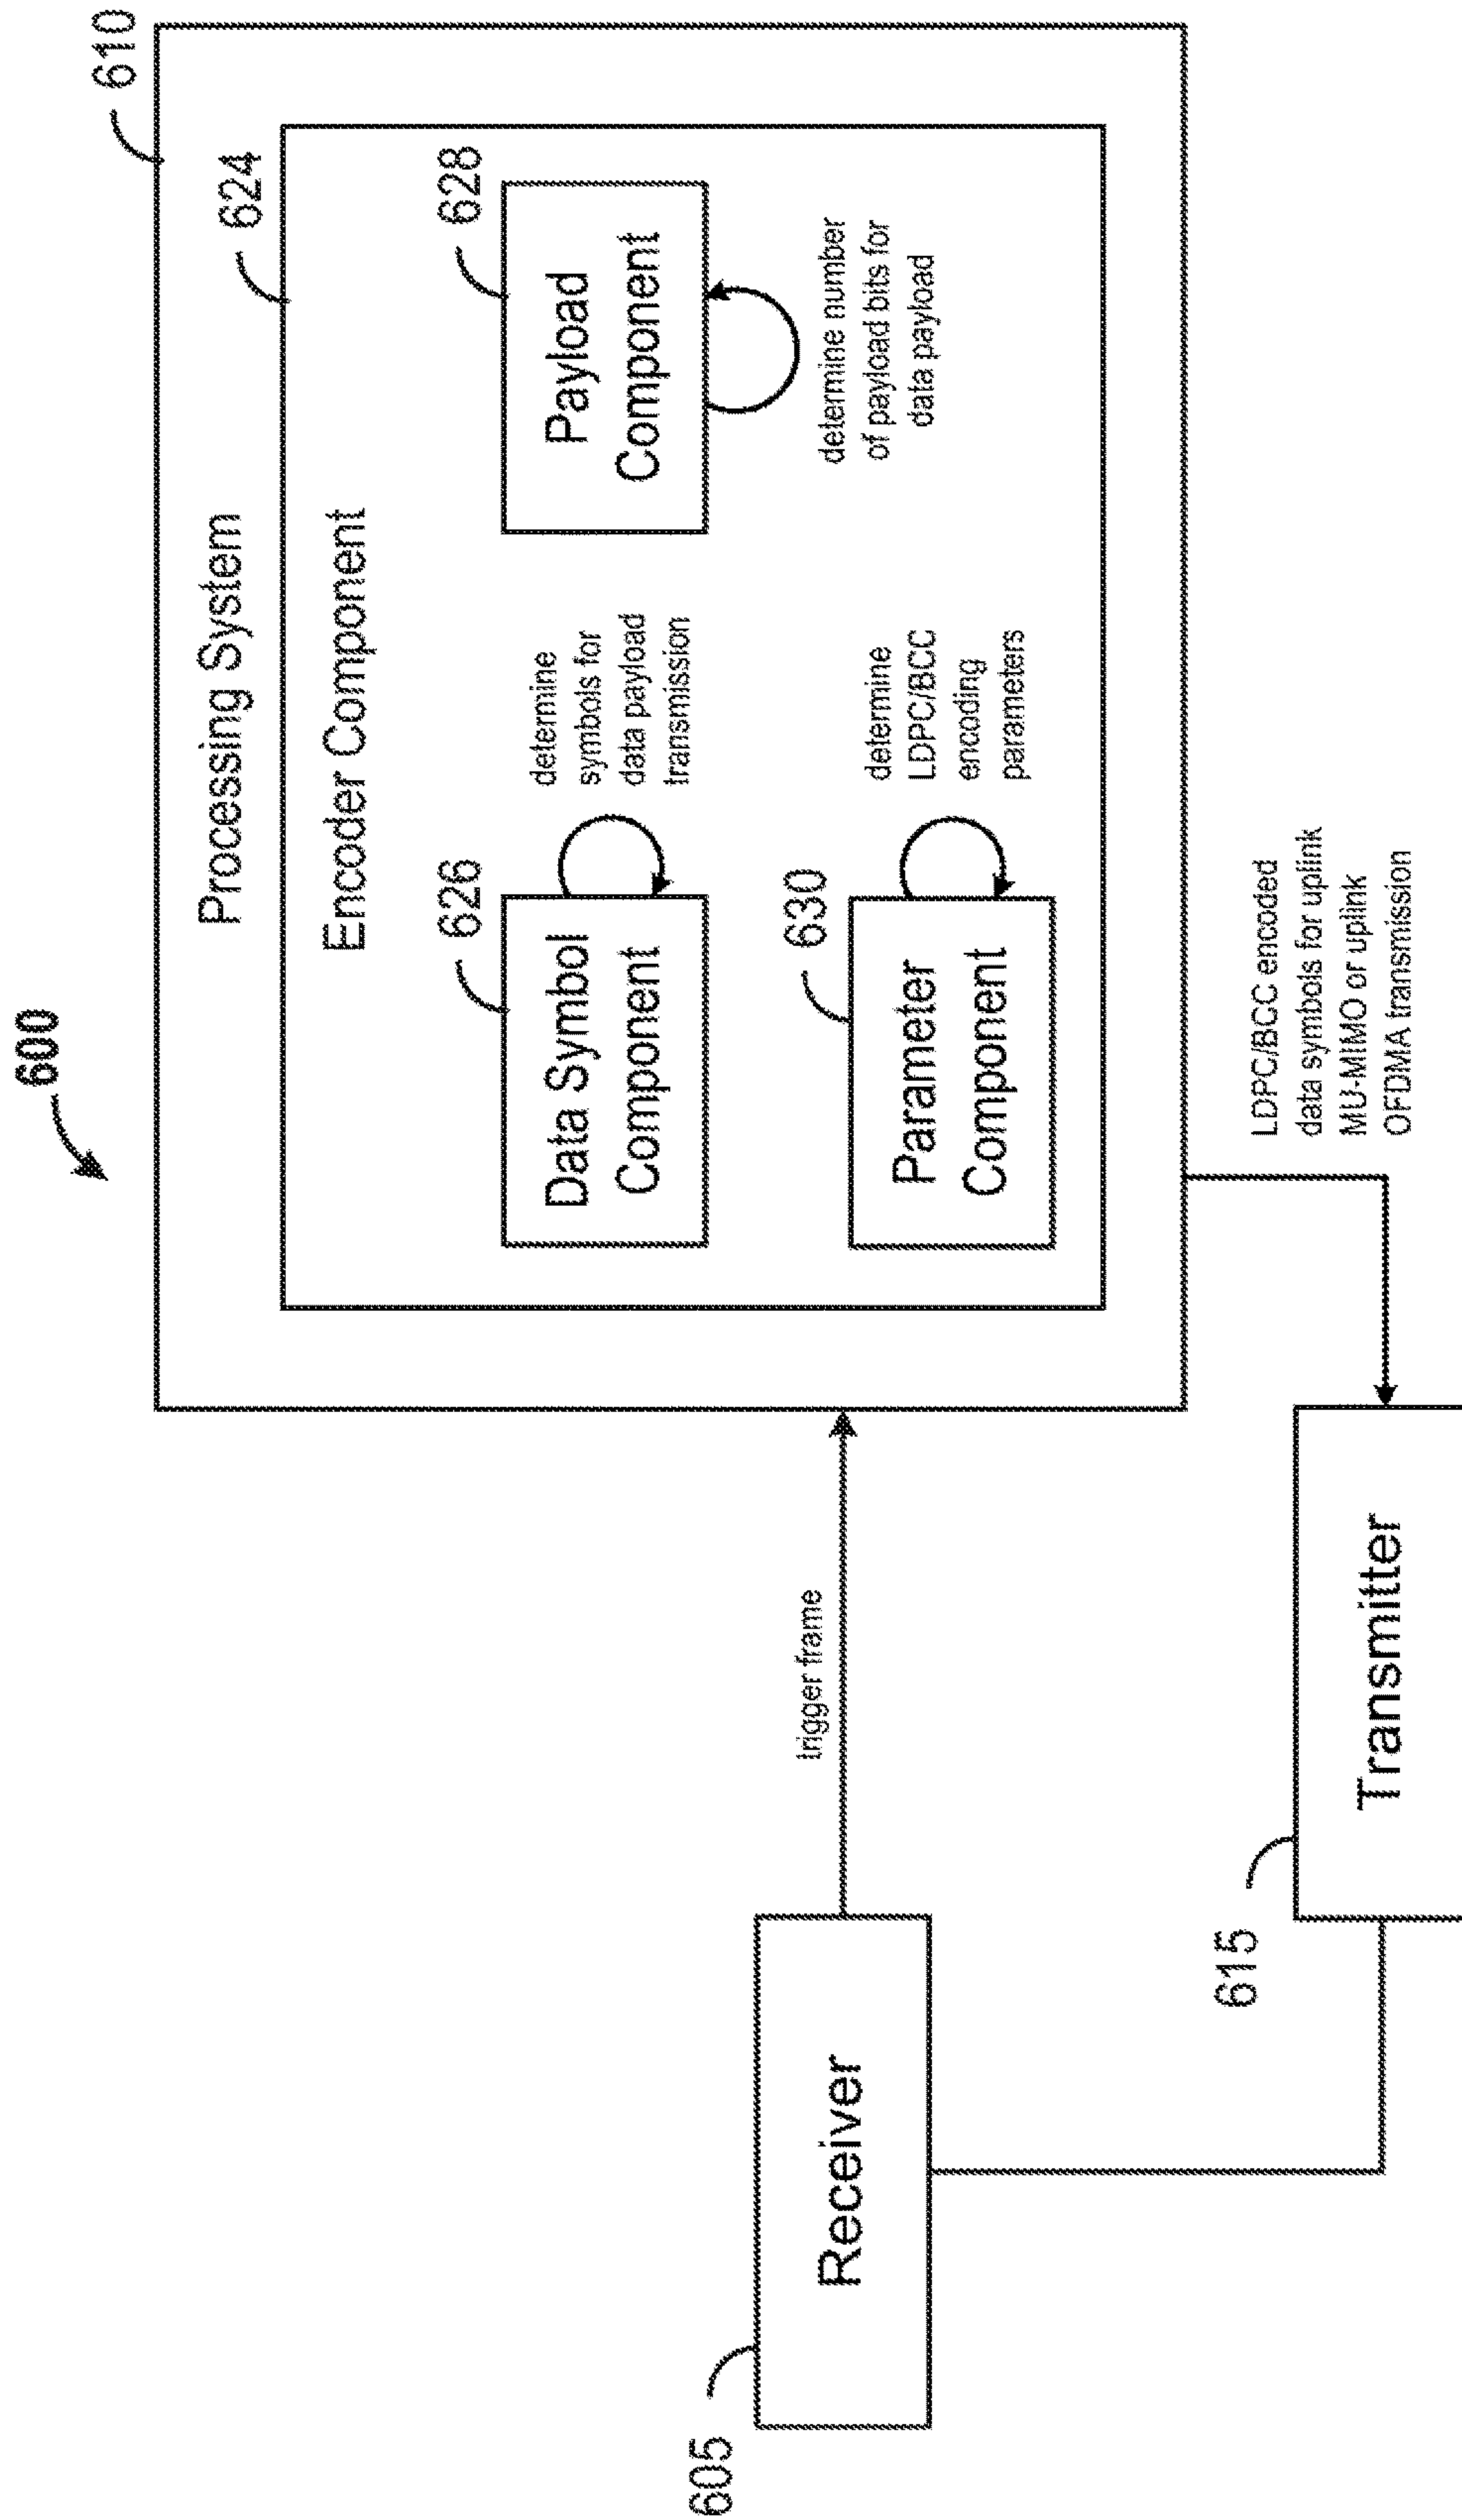 600
610
Processing System
624
Encoder Component
626
Data Symbol
Component
determine
symbols for
data payload
transmission
628
Payload
Component
determine number
of payload bits for
data payload
630
Parameter
Component
determine
LDPC/BCC
encoding
parameters
605
Receiver
trigger frame
615
Transmitter
LDPC/BCC encoded
data symbols for uplink
MU-MIMO or uplink
OFDMA transmission